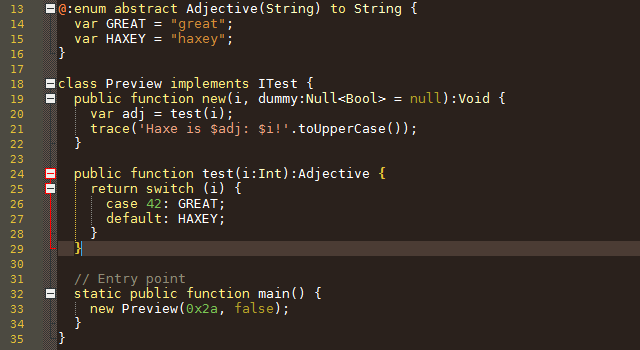 13 @:enum abstract Adjective(String) to String {
14   var GREAT = "great";
15   var HAXEY = "haxey";
16 }
17
18 class Preview implements ITest {
19   public function new(i, dummy:Null<Bool> = null):Void {
20     var adj = test(i);
21     trace('Haxe is $adj: $i!'.toUpperCase());
22   }
23
24   public function test(i:Int):Adjective {
25     return switch (i) {
26       case 42: GREAT;
27       default: HAXEY;
28     }
29   }
30
31   // Entry point
32   static public function main() {
33     new Preview(0x2a, false);
34   }
35 }